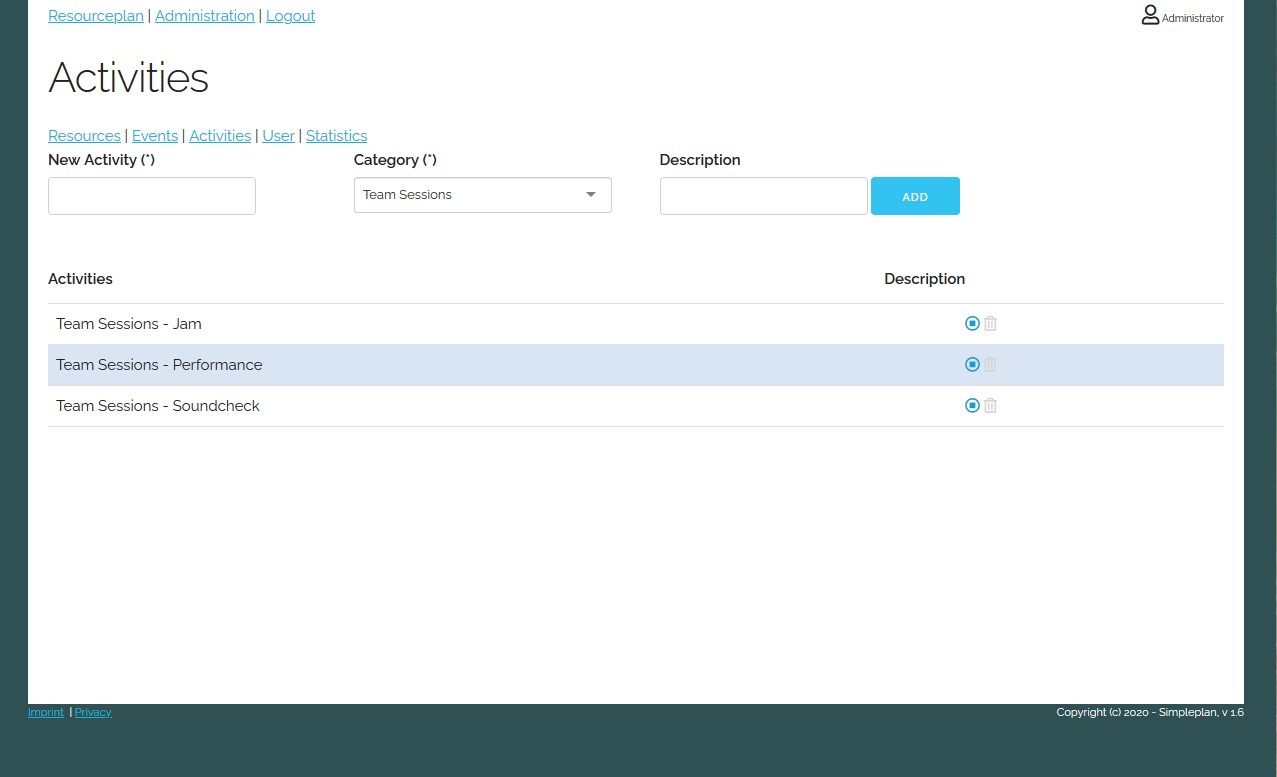 Resourceplan | Administration | Logout
Administrator
Activities
Resources | Events | Activities | User | Statistics
New Activity (*)
Category (*)
Description
Team Sessions
ADD
Activities
Description
Team Sessions - Jam
Team Sessions - Performance
Team Sessions - Soundcheck
Imprint | Privacy
Copyright (c) 2020 - Simpleplan, v 1.6